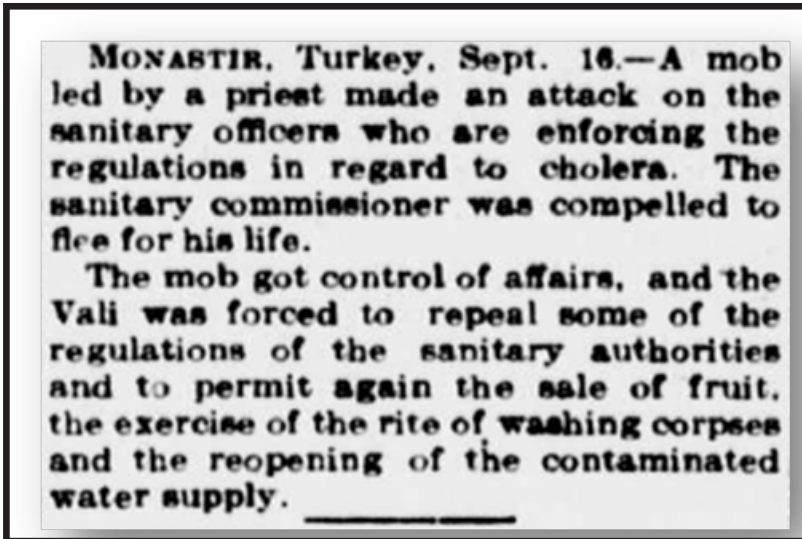 MONASTIR, Turkey, Sept. 16.—A mob
led by a priest made an attack on the
sanitary officers who are enforcing the
regulations in regard to cholera. The
sanitary commissioner was compelled to
flee for his life.
The mob got control of affairs, and the
Vali was forced to repeal some of the
regulations of the sanitary authorities
and to permit again the sale of fruit,
the exercise of the rite of washing corpses
and the reopening of the contaminated
water supply.